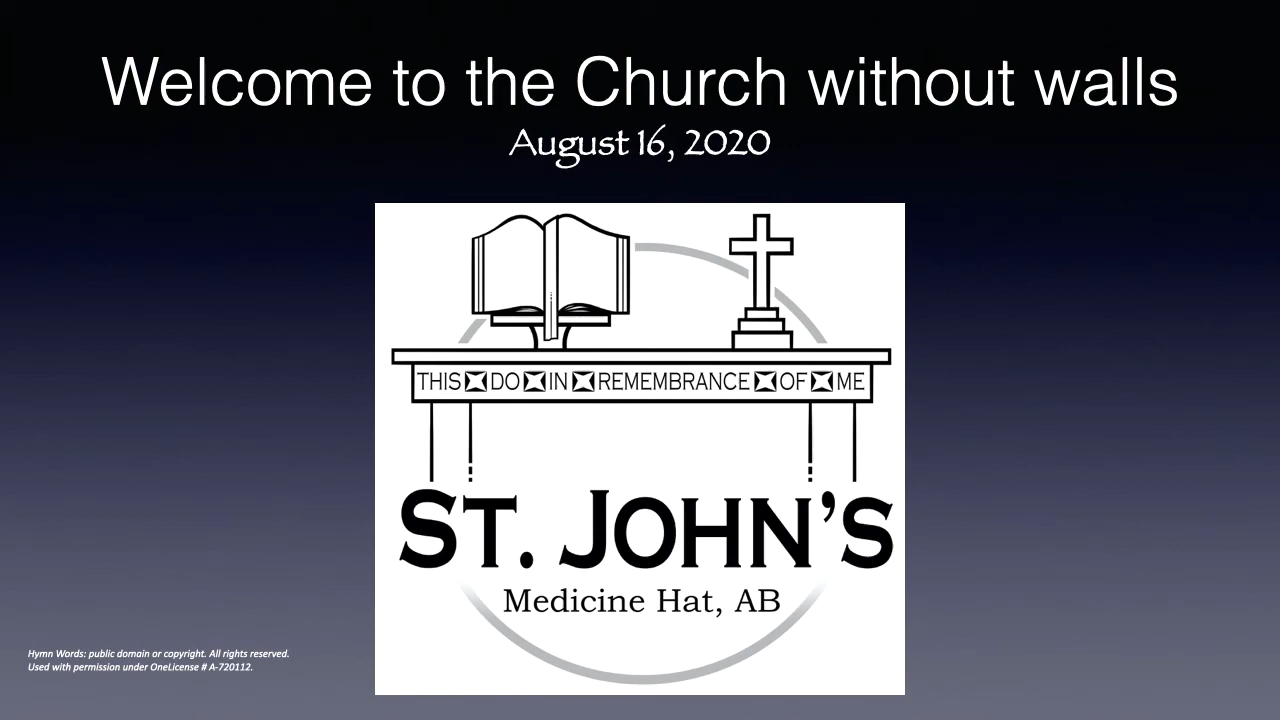 Welcome to the Church without walls
August 16, 2020
THIS DO IN REMEMBRANCE OF ME
ST. JOHN'S
Medicine Hat, AB
Hymn Words: public domain or copyright. All rights reserved.
Used with permission under OneLicense # A-720112.